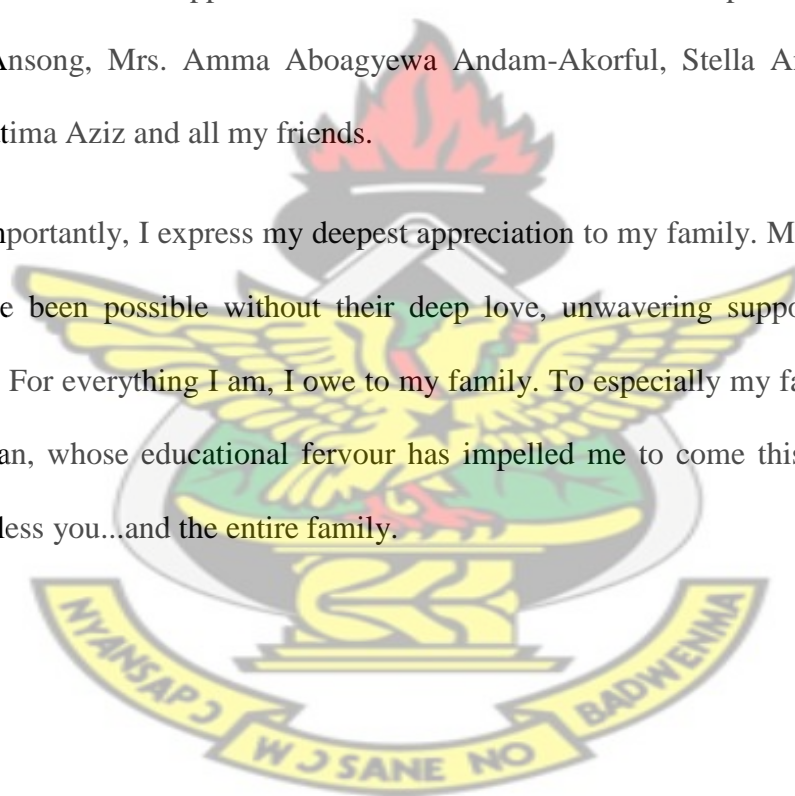 Ansong, Mrs. Amma Aboagyewa Andam-Akorful, Stella
tima Aziz and all my friends.
mportantly, I express my deepest appreciation to my family.
e been possible without their deep love, unwavering
For everything I am, I owe to my family. To especially my
an, whose educational fervour has impelled me to come this
less you...and the entire family.
NYANSAPƆ WƆSANE NO BADWENMA